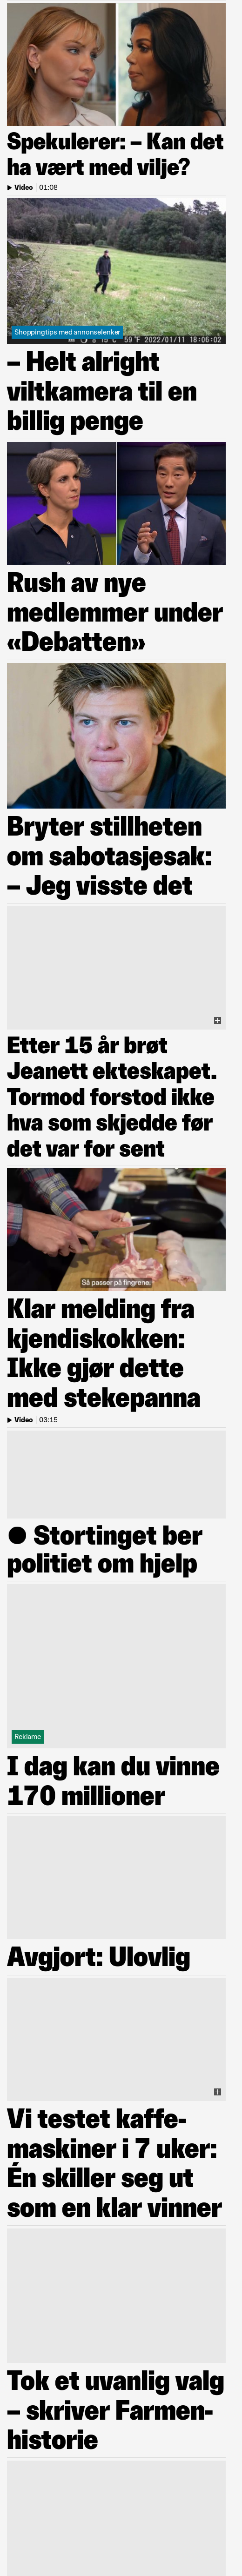 Spekulerer: – Kan det
ha vært med vilje?
Video | 01:08
Shoppingtips med annonselenker
15°C 59°F 2022/01/11 18:06:02
– Helt alright
viltkamera til en
billig penge
Rush av nye
medlemmer under
«Debatten»
Bryter stillheten
om sabotasjesak:
– Jeg visste det
Etter 15 år brøt
Jeanett ekteskapet.
Tormod forstod ikke
hva som skjedde før
det var for sent
Så passer på fingrene.
Klar melding fra
kjendiskokken:
Ikke gjør dette
med stekepanna
Video | 03:15
● Stortinget ber
politiet om hjelp
Reklame
I dag kan du vinne
170 millioner
Avgjort: Ulovlig
Vi testet kaffe-
maskiner i 7 uker:
Én skiller seg ut
som en klar vinner
Tok et uvanlig valg
– skriver Farmen-
historie